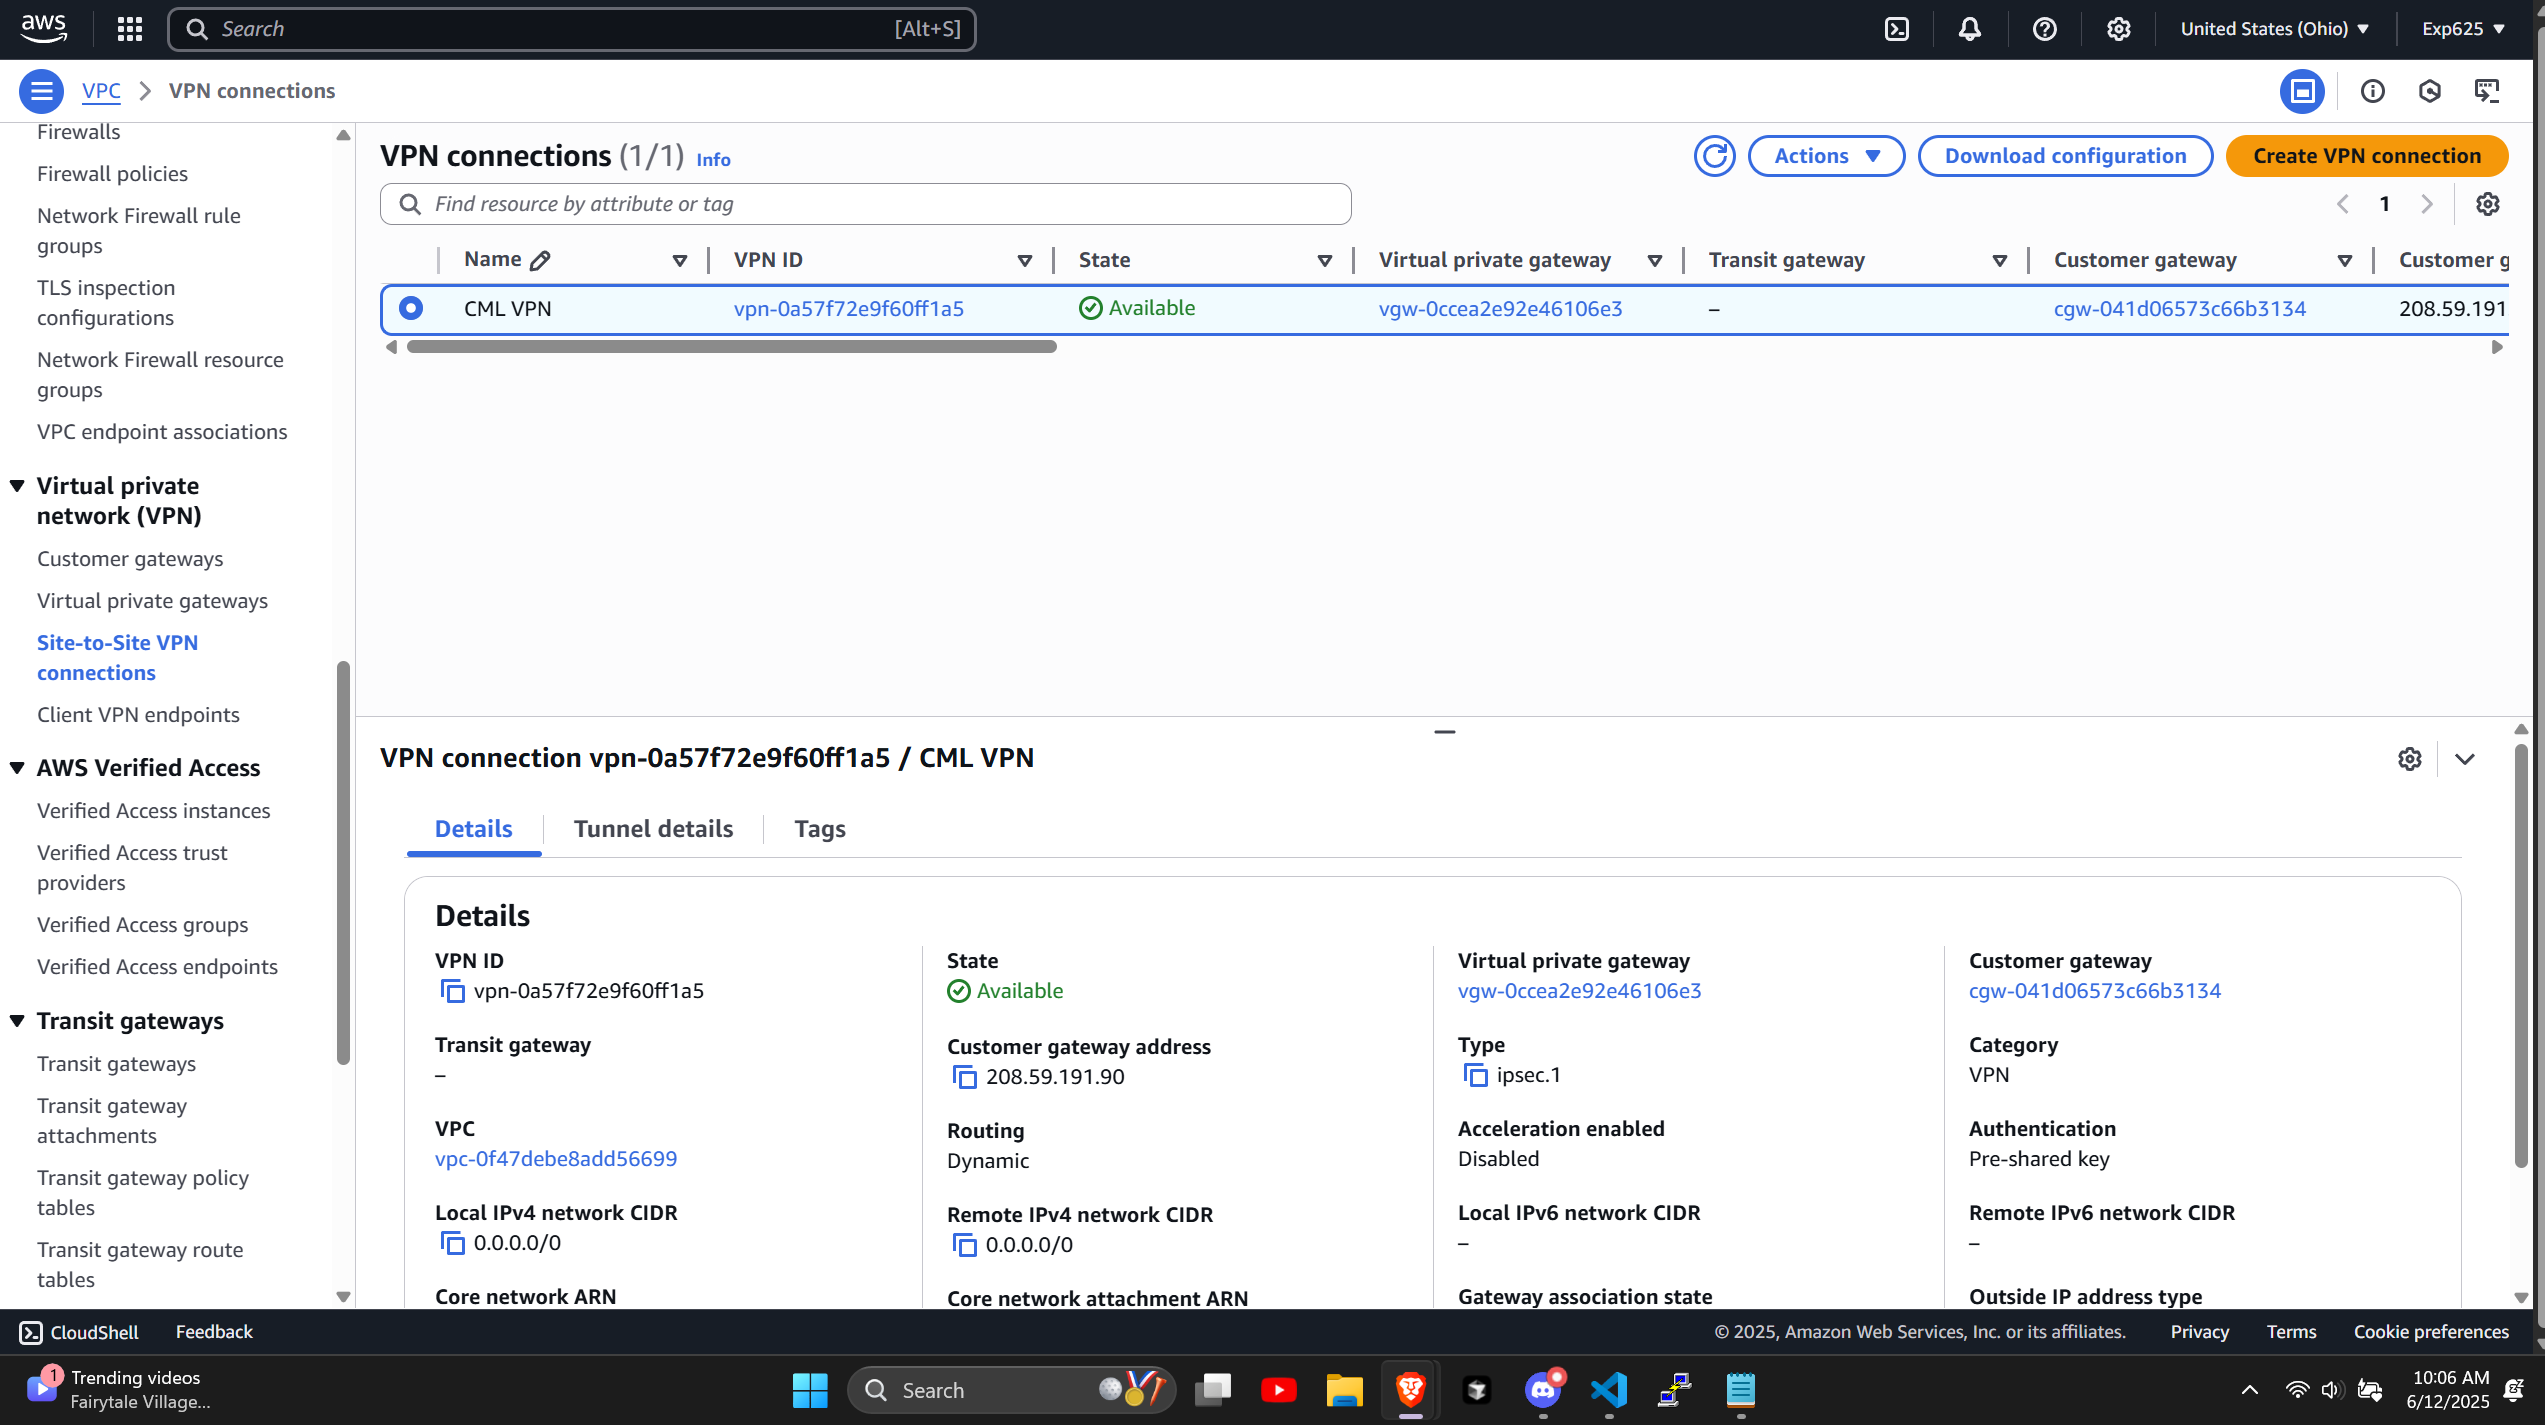 aws
Search
[Alt+S]
United States (Ohio)
Exp625
VPC
VPN connections
Firewalls
Firewall policies
Network Firewall rule
groups
TLS inspection
configurations
Network Firewall resource
groups
VPC endpoint associations
Virtual private
network (VPN)
Customer gateways
Virtual private gateways
Site-to-Site VPN
connections
Client VPN endpoints
AWS Verified Access
Verified Access instances
Verified Access trust
providers
Verified Access groups
Verified Access endpoints
Transit gateways
Transit gateways
Transit gateway
attachments
Transit gateway policy
tables
Transit gateway route
tables
VPN connections (1/1) Info
Actions
Download configuration
Create VPN connection
Find resource by attribute or tag
1
Name
VPN ID
State
Virtual private gateway
Transit gateway
Customer gateway
Customer g
CML VPN
vpn-0a57f72e9f60ff1a5
Available
vgw-0ccea2e92e46106e3
–
cgw-041d06573c66b3134
208.59.191
VPN connection vpn-0a57f72e9f60ff1a5 / CML VPN
Details
Tunnel details
Tags
Details
VPN ID
vpn-0a57f72e9f60ff1a5
State
Available
Virtual private gateway
vgw-0ccea2e92e46106e3
Customer gateway
cgw-041d06573c66b3134
Transit gateway
–
Customer gateway address
208.59.191.90
Type
ipsec.1
Category
VPN
VPC
vpc-0f47debe8add56699
Routing
Dynamic
Acceleration enabled
Disabled
Authentication
Pre-shared key
Local IPv4 network CIDR
0.0.0.0/0
Remote IPv4 network CIDR
0.0.0.0/0
Local IPv6 network CIDR
–
Remote IPv6 network CIDR
–
Core network ARN
Core network attachment ARN
Gateway association state
Outside IP address type
CloudShell
Feedback
© 2025, Amazon Web Services, Inc. or its affiliates.
Privacy
Terms
Cookie preferences
1
Trending videos
Fairytale Village...
Search
10:06 AM
6/12/2025